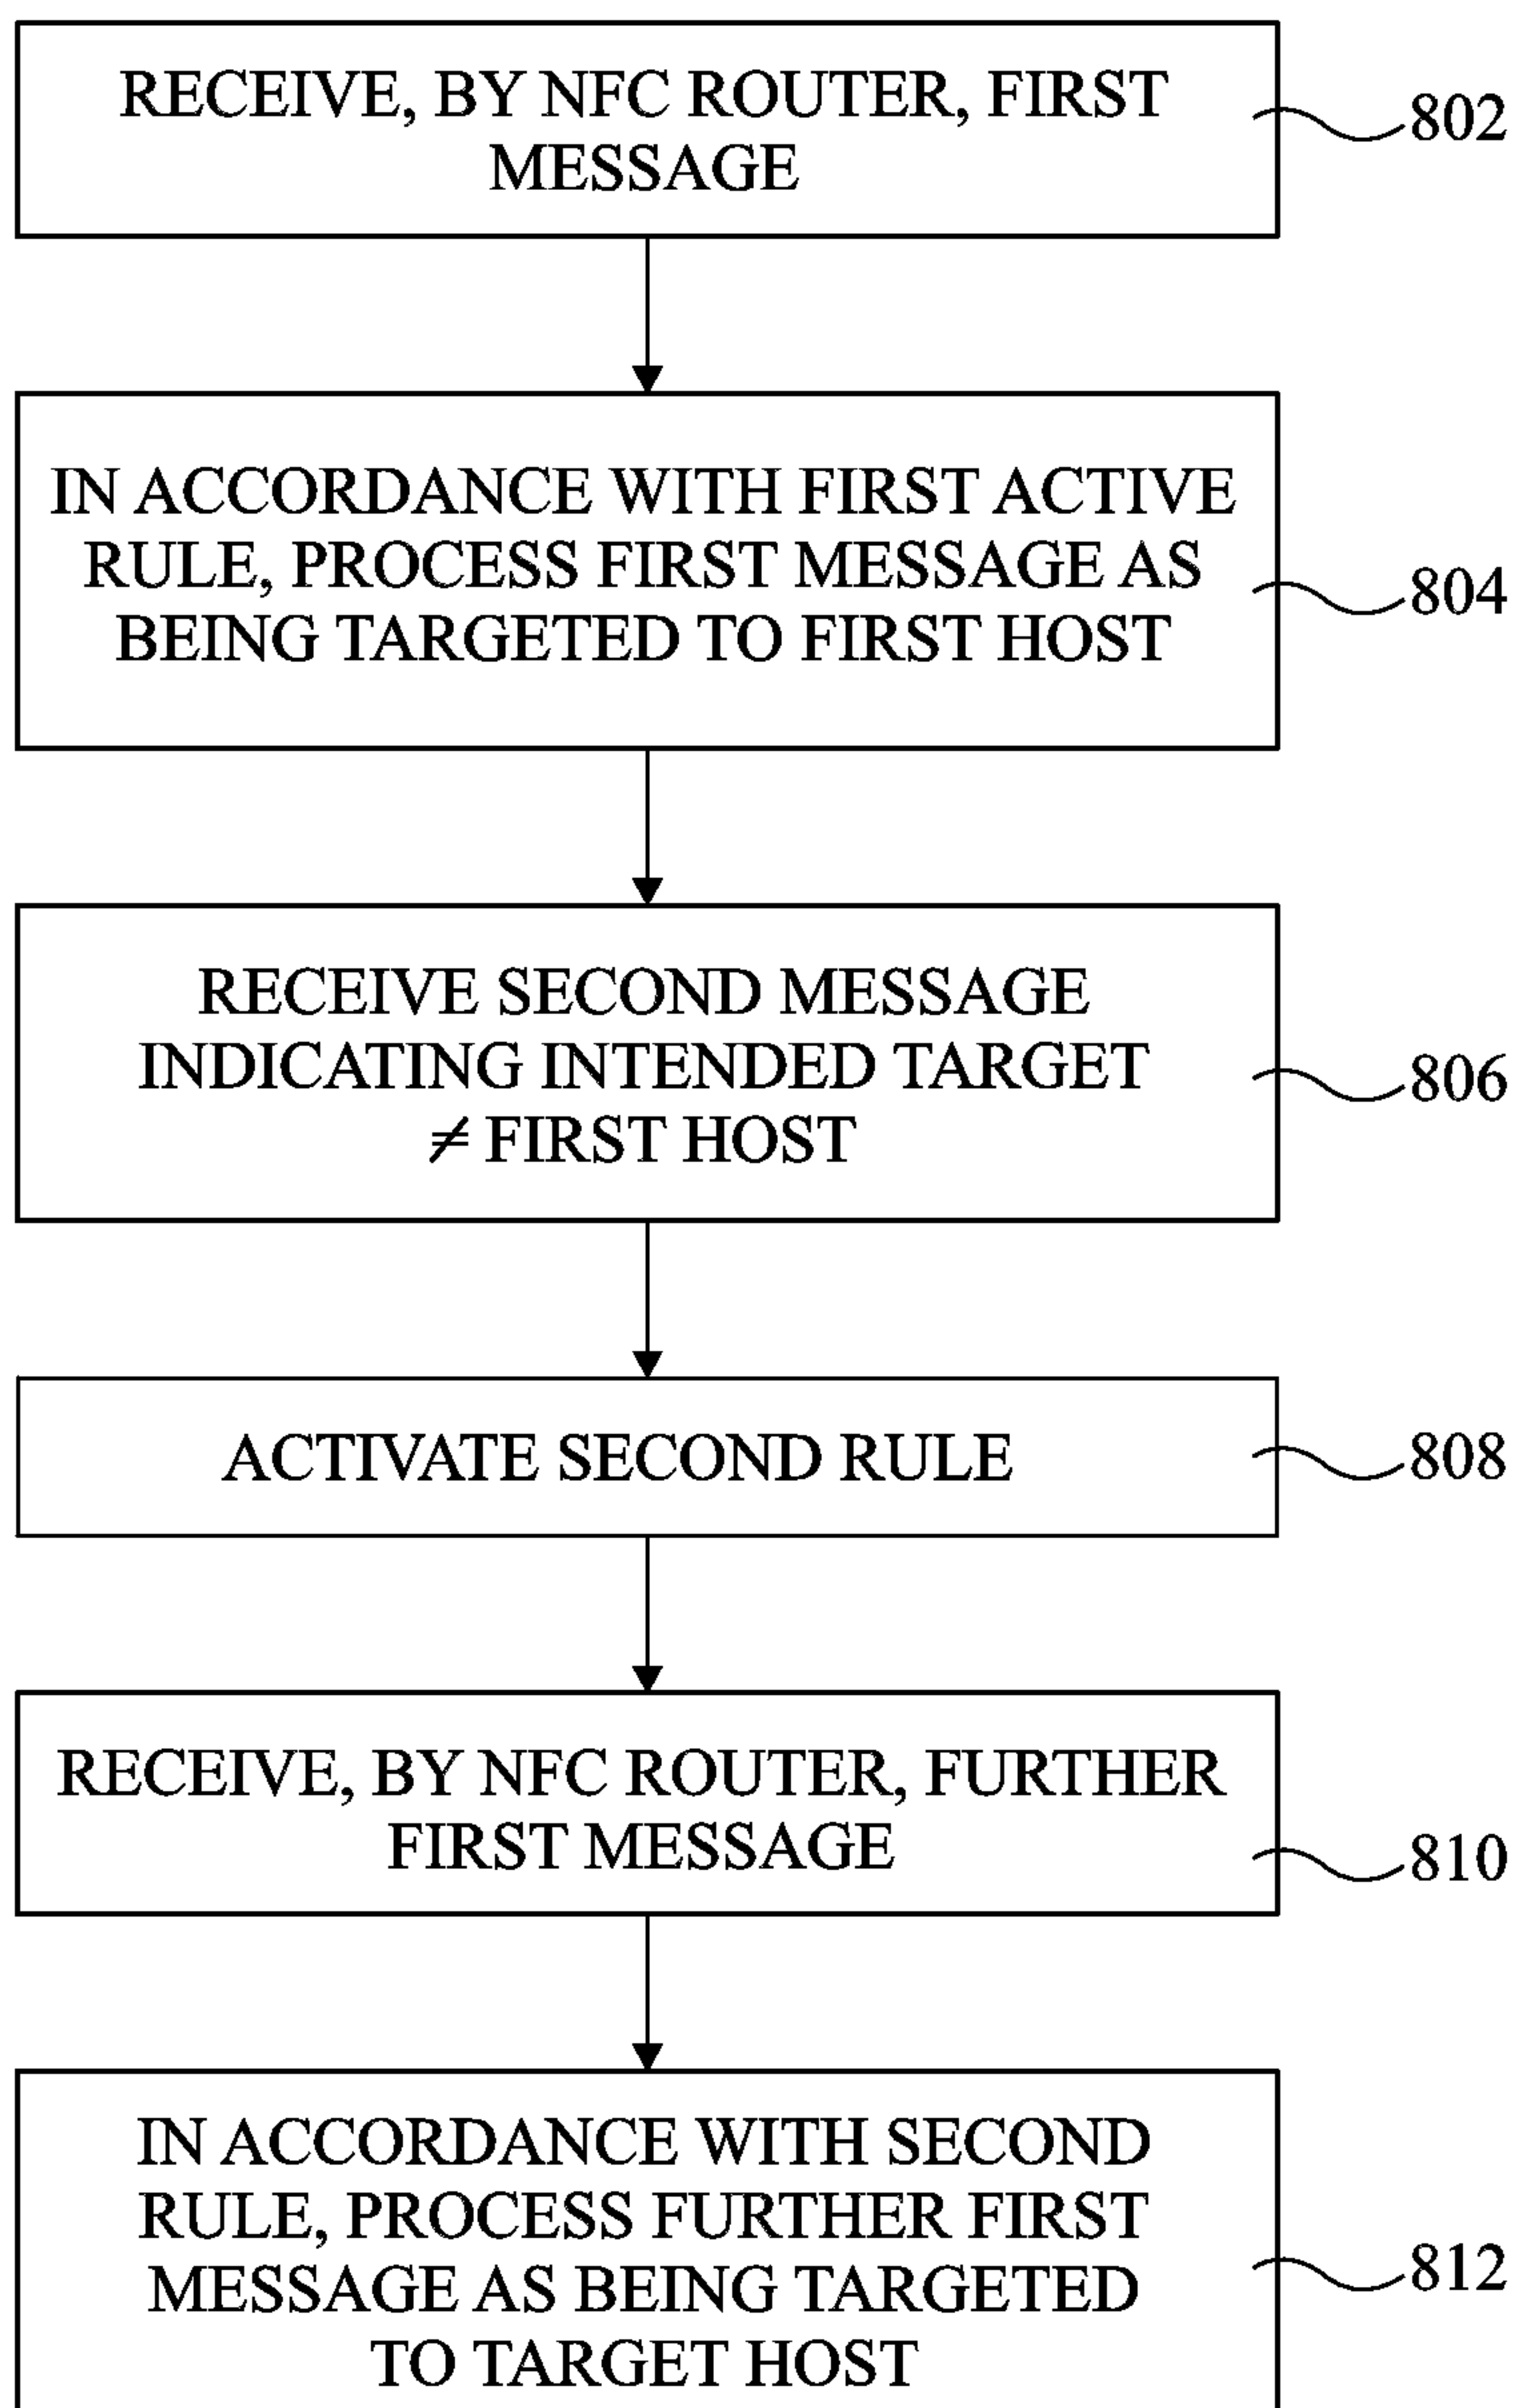 RECEIVE, BY NFC ROUTER, FIRST
MESSAGE
802
IN ACCORDANCE WITH FIRST ACTIVE
RULE, PROCESS FIRST MESSAGE AS
BEING TARGETED TO FIRST HOST
804
RECEIVE SECOND MESSAGE
INDICATING INTENDED TARGET
≠ FIRST HOST
806
ACTIVATE SECOND RULE
808
RECEIVE, BY NFC ROUTER, FURTHER
FIRST MESSAGE
810
IN ACCORDANCE WITH SECOND
RULE, PROCESS FURTHER FIRST
MESSAGE AS BEING TARGETED
TO TARGET HOST
812